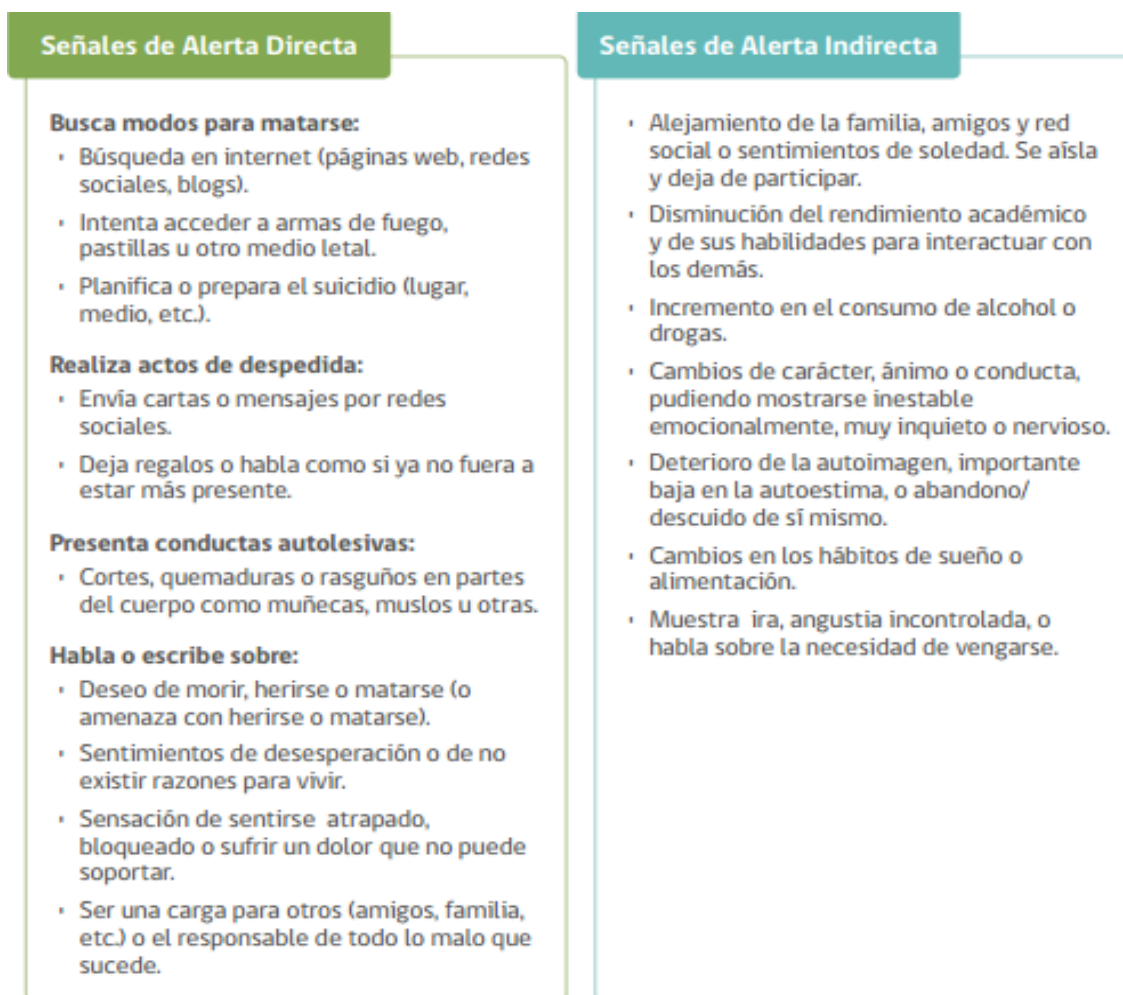 Señales de Alerta Directa
Busca modos para matarse:
· Búsqueda en internet (páginas web, redes
sociales, blogs).
· Intenta acceder a armas de fuego,
pastillas u otro medio letal.
· Planifica o prepara el suicidio (lugar,
medio, etc.).
Realiza actos de despedida:
· Envía cartas o mensajes por redes
sociales.
· Deja regalos o habla como si ya no fuera a
estar más presente.
Presenta conductas autolesivas:
· Cortes, quemaduras o rasguños en partes
del cuerpo como muñecas, muslos u otras.
Habla o escribe sobre:
· Deseo de morir, herirse o matarse (o
amenaza con herirse o matarse).
· Sentimientos de desesperación o de no
existir razones para vivir.
· Sensación de sentirse atrapado,
bloqueado o sufrir un dolor que no puede
soportar.
· Ser una carga para otros (amigos, familia,
etc.) o el responsable de todo lo malo que
sucede.
Señales de Alerta Indirecta
· Alejamiento de la familia, amigos y red
social o sentimientos de soledad. Se aísla
y deja de participar.
· Disminución del rendimiento académico
y de sus habilidades para interactuar con
los demás.
· Incremento en el consumo de alcohol o
drogas.
· Cambios de carácter, ánimo o conducta,
pudiendo mostrarse inestable
emocionalmente, muy inquieto o nervioso.
· Deterioro de la autoimagen, importante
baja en la autoestima, o abandono/
descuido de sí mismo.
· Cambios en los hábitos de sueño o
alimentación.
· Muestra ira, angustia incontrolada, o
habla sobre la necesidad de vengarse.